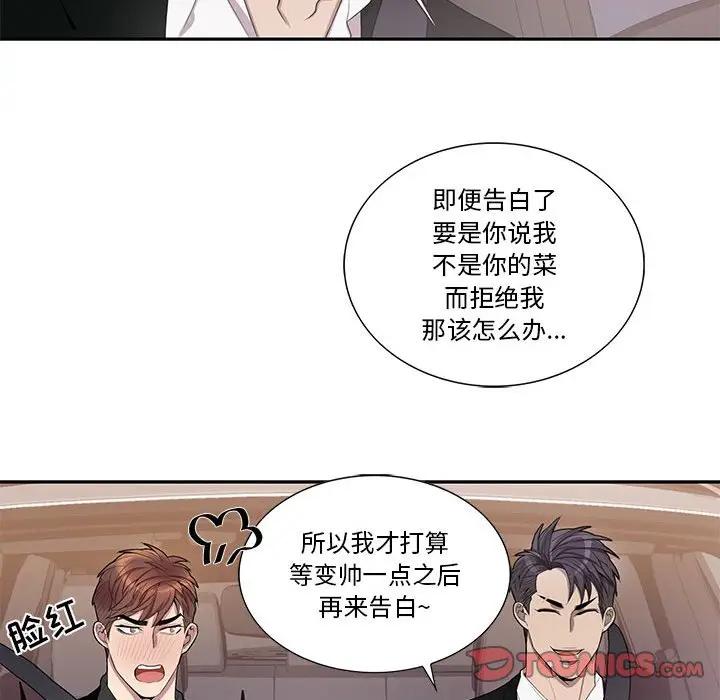 即便告白了
要是你说我
不是你的菜
而拒绝我
那该怎么办...
所以我才打算
等变帅一点之后
再来告白~
脸红
TOOMICS.COM